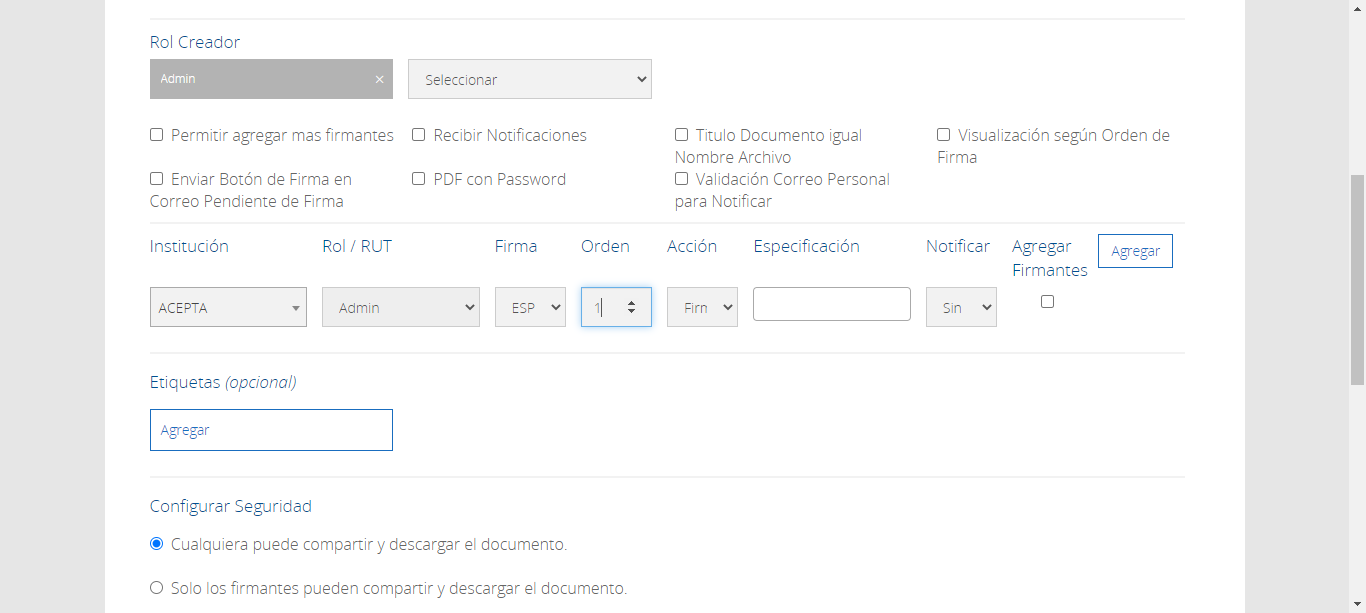 Rol Creador
Admin ×
Seleccionar
Permitir agregar mas firmantes
Recibir Notificaciones
Titulo Documento igual
Nombre Archivo
Visualización según Orden de
Firma
Enviar Botón de Firma en
Correo Pendiente de Firma
PDF con Password
Validación Correo Personal
para Notificar
Institución Rol / RUT Firma Orden Acción Especificación Notificar Agregar
Firmantes
Agregar
ACEPTA Admin ESP 1 Firn Sin
Etiquetas (opcional)
Agregar
Configurar Seguridad
Cualquiera puede compartir y descargar el documento.
Solo los firmantes pueden compartir y descargar el documento.